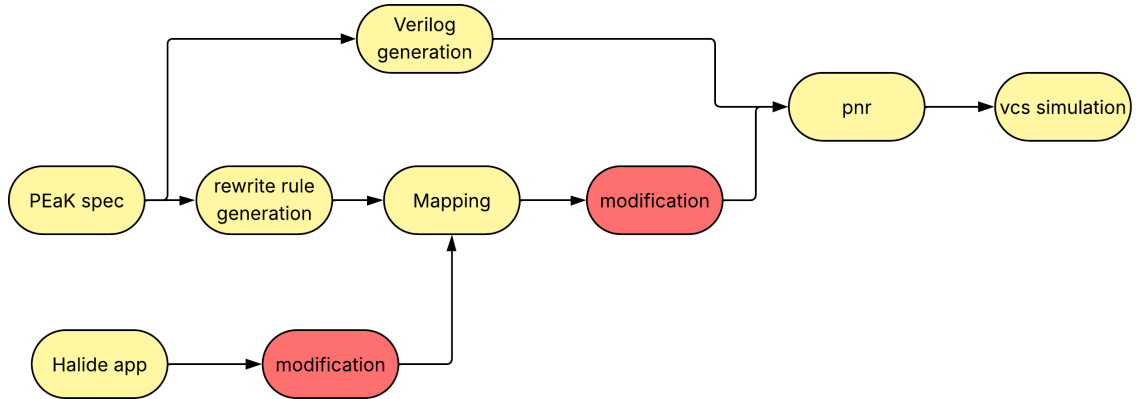 Verilog
generation
pnr
vcs simulation
PEaK spec
rewrite rule
generation
Mapping
modification
Halide app
modification